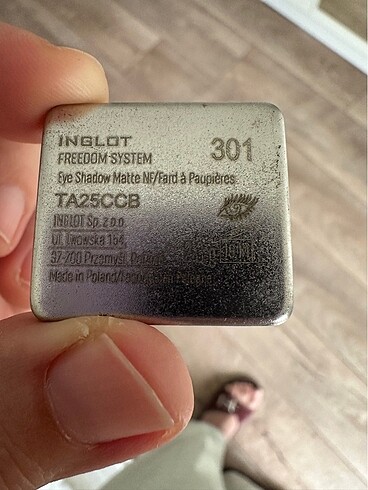 INGLOT
FREEDOM SYSTEM
301
Eye Shadow Matte NF/Fard à Paupières
TA25CCB
INGLOT Sp. z o.o.
ul. Lwowska 154,
37-700 Przemyśl, Poland
Made in Poland/